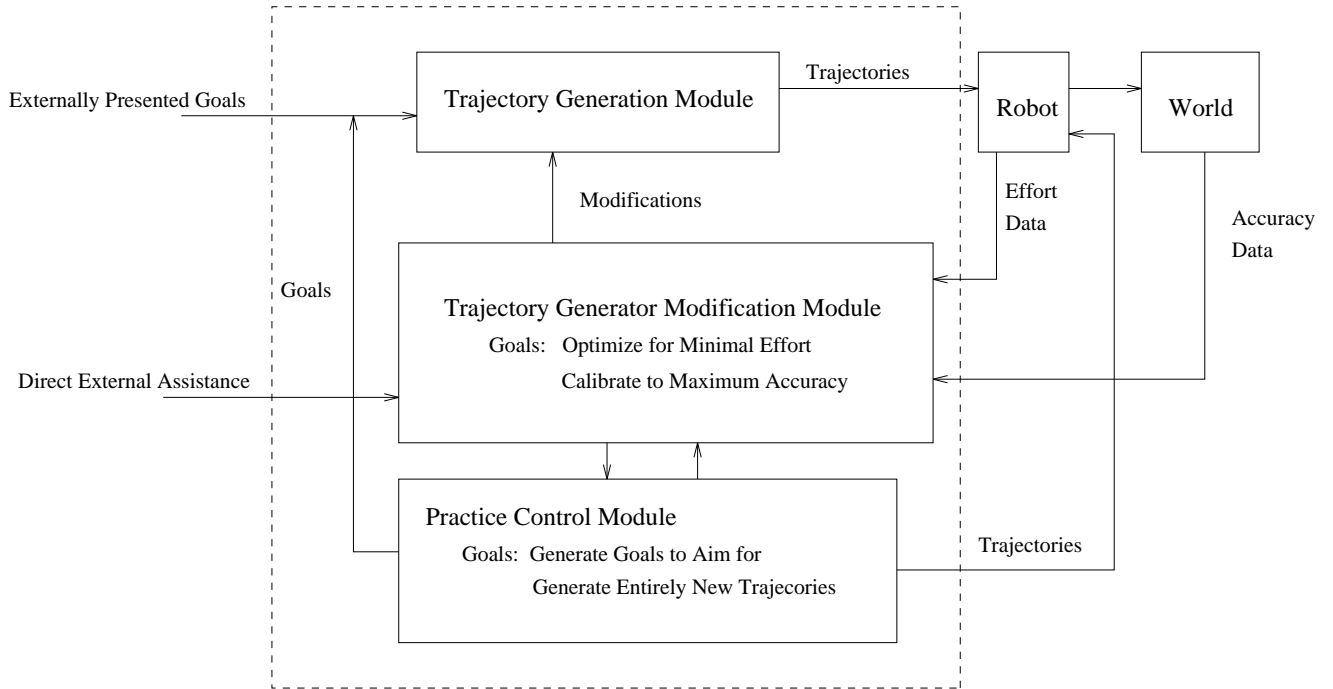 Trajectories
Externally Presented Goals
Trajectory Generation Module
Robot
World
Modifications
Effort
Data
Accuracy
Data
Goals
Trajectory Generator Modification Module
Goals: Optimize for Minimal Effort
Calibrate to Maximum Accuracy
Direct External Assistance
Practice Control Module
Goals: Generate Goals to Aim for
Generate Entirely New Trajecories
Trajectories